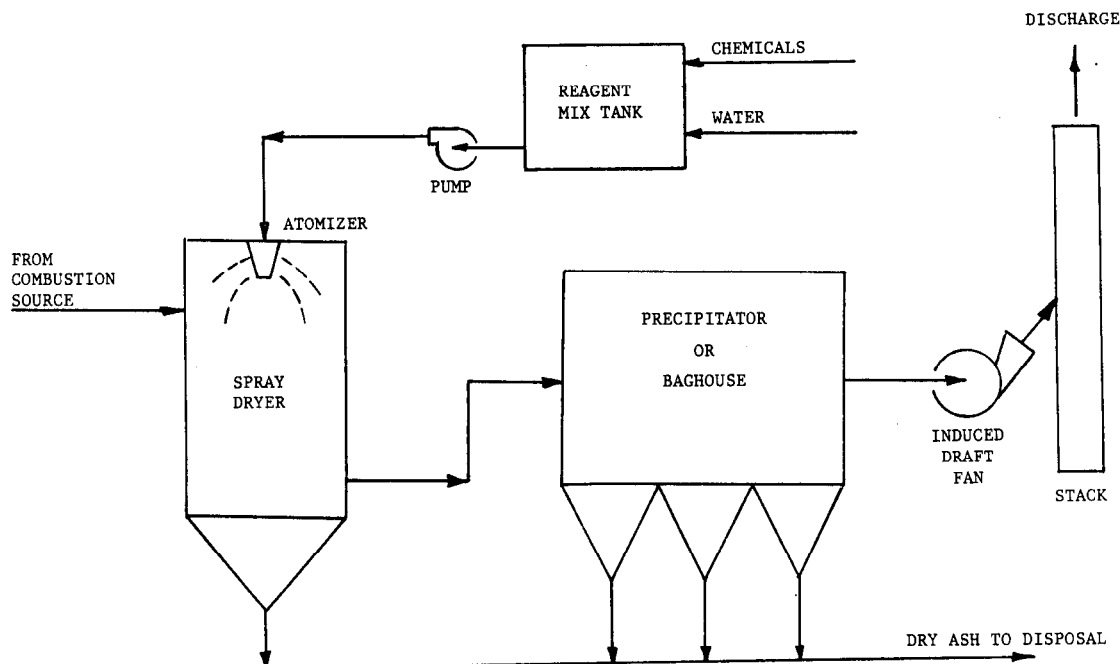 DISCHARGE
CHEMICALS
REAGENT
MIX TANK
WATER
PUMP
ATOMIZER
FROM
COMBUSTION
SOURCE
SPRAY
DRYER
PRECIPITATOR
OR
BAGHOUSE
INDUCED
DRAFT
FAN
STACK
DRY ASH TO DISPOSAL